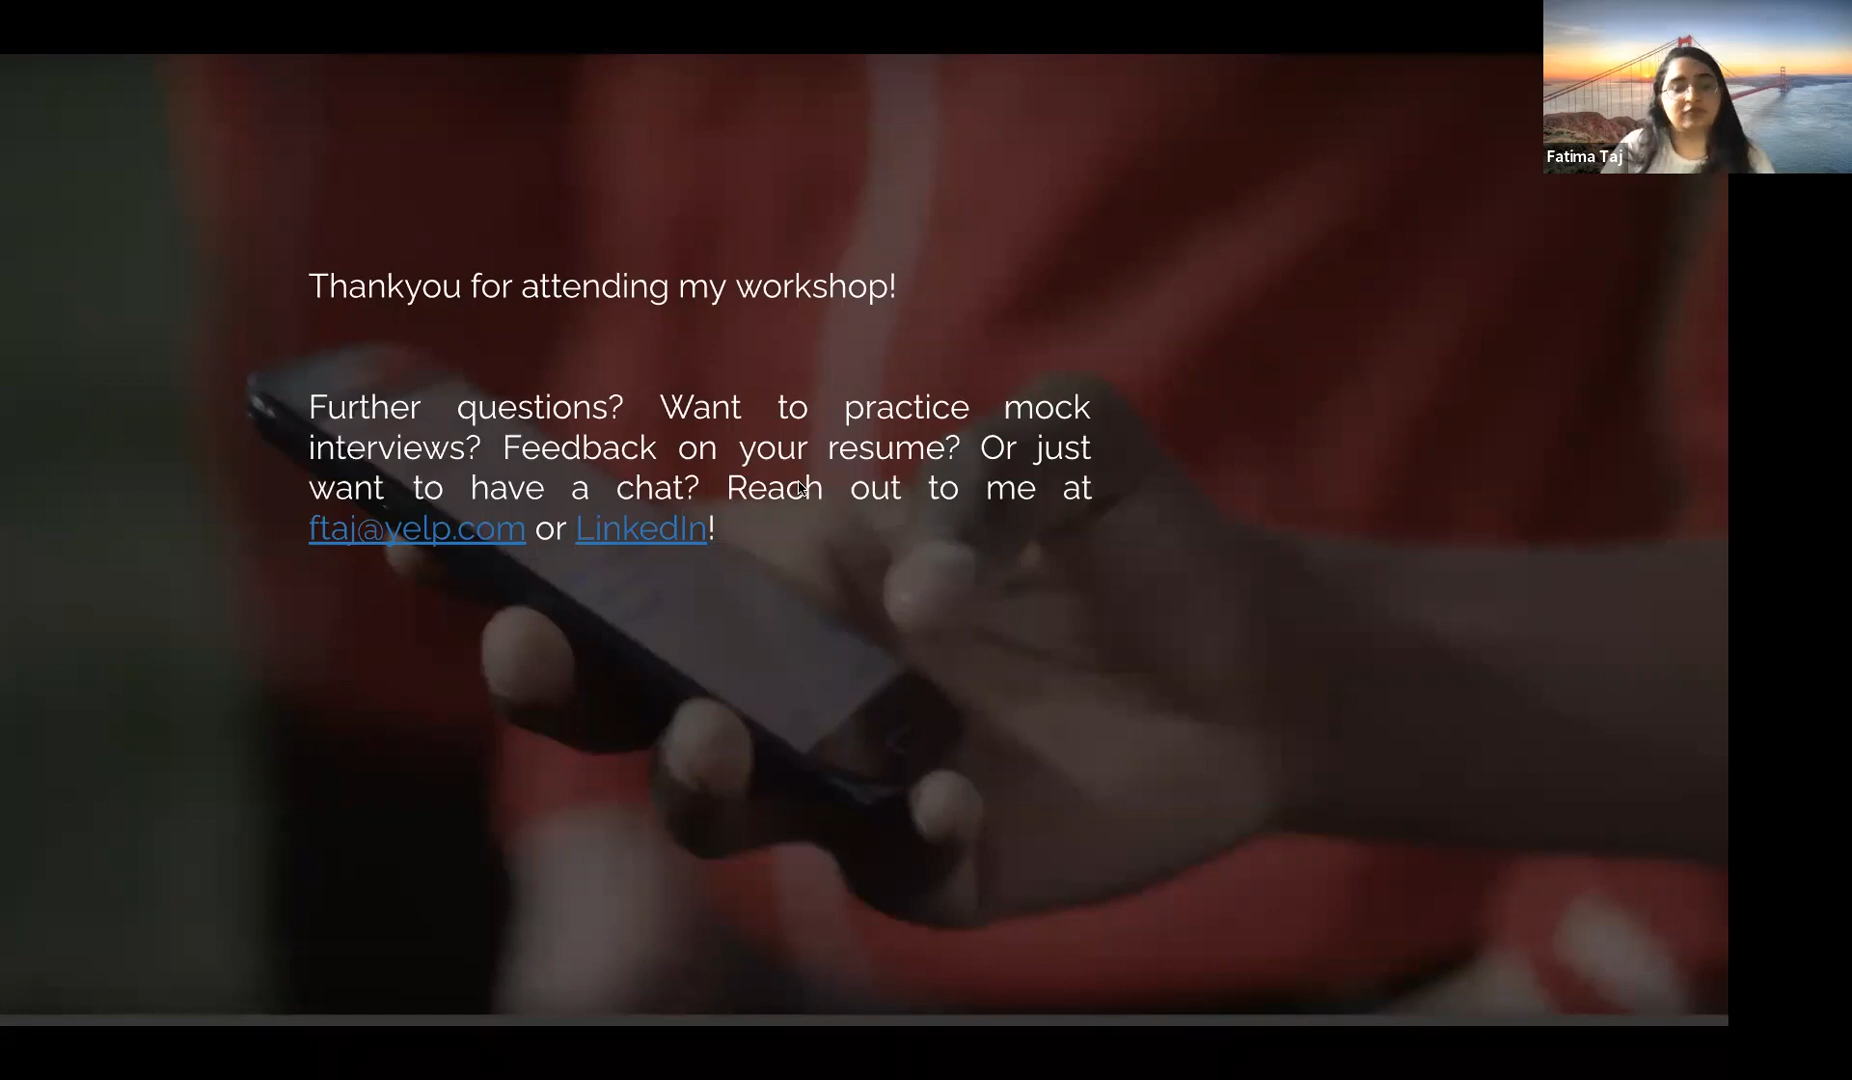 Fatima Taj
Thankyou for attending my workshop!
Further questions? Want to practice mock
interviews? Feedback on your resume? Or just
want to have a chat? Reach out to me at
ftaj@yelp.com or LinkedIn!